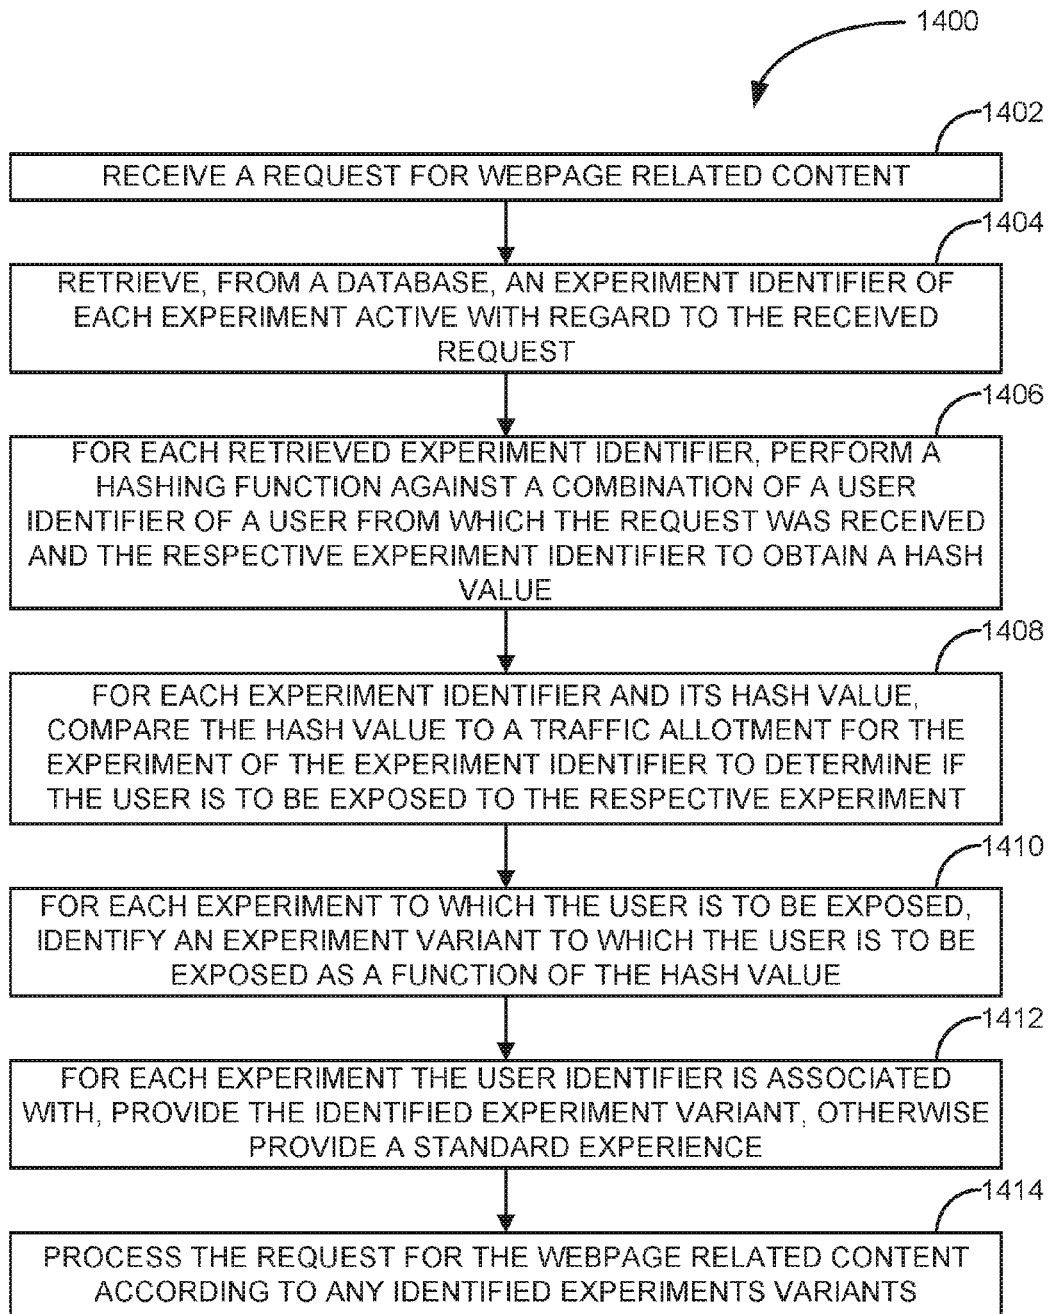 1400
1402
RECEIVE A REQUEST FOR WEBPAGE RELATED CONTENT
1404
RETRIEVE, FROM A DATABASE, AN EXPERIMENT IDENTIFIER OF
EACH EXPERIMENT ACTIVE WITH REGARD TO THE RECEIVED
REQUEST
1406
FOR EACH RETRIEVED EXPERIMENT IDENTIFIER, PERFORM A
HASHING FUNCTION AGAINST A COMBINATION OF A USER
IDENTIFIER OF A USER FROM WHICH THE REQUEST WAS RECEIVED
AND THE RESPECTIVE EXPERIMENT IDENTIFIER TO OBTAIN A HASH
VALUE
1408
FOR EACH EXPERIMENT IDENTIFIER AND ITS HASH VALUE,
COMPARE THE HASH VALUE TO A TRAFFIC ALLOTMENT FOR THE
EXPERIMENT OF THE EXPERIMENT IDENTIFIER TO DETERMINE IF
THE USER IS TO BE EXPOSED TO THE RESPECTIVE EXPERIMENT
1410
FOR EACH EXPERIMENT TO WHICH THE USER IS TO BE EXPOSED,
IDENTIFY AN EXPERIMENT VARIANT TO WHICH THE USER IS TO BE
EXPOSED AS A FUNCTION OF THE HASH VALUE
1412
FOR EACH EXPERIMENT THE USER IDENTIFIER IS ASSOCIATED
WITH, PROVIDE THE IDENTIFIED EXPERIMENT VARIANT, OTHERWISE
PROVIDE A STANDARD EXPERIENCE
1414
PROCESS THE REQUEST FOR THE WEBPAGE RELATED CONTENT
ACCORDING TO ANY IDENTIFIED EXPERIMENTS VARIANTS